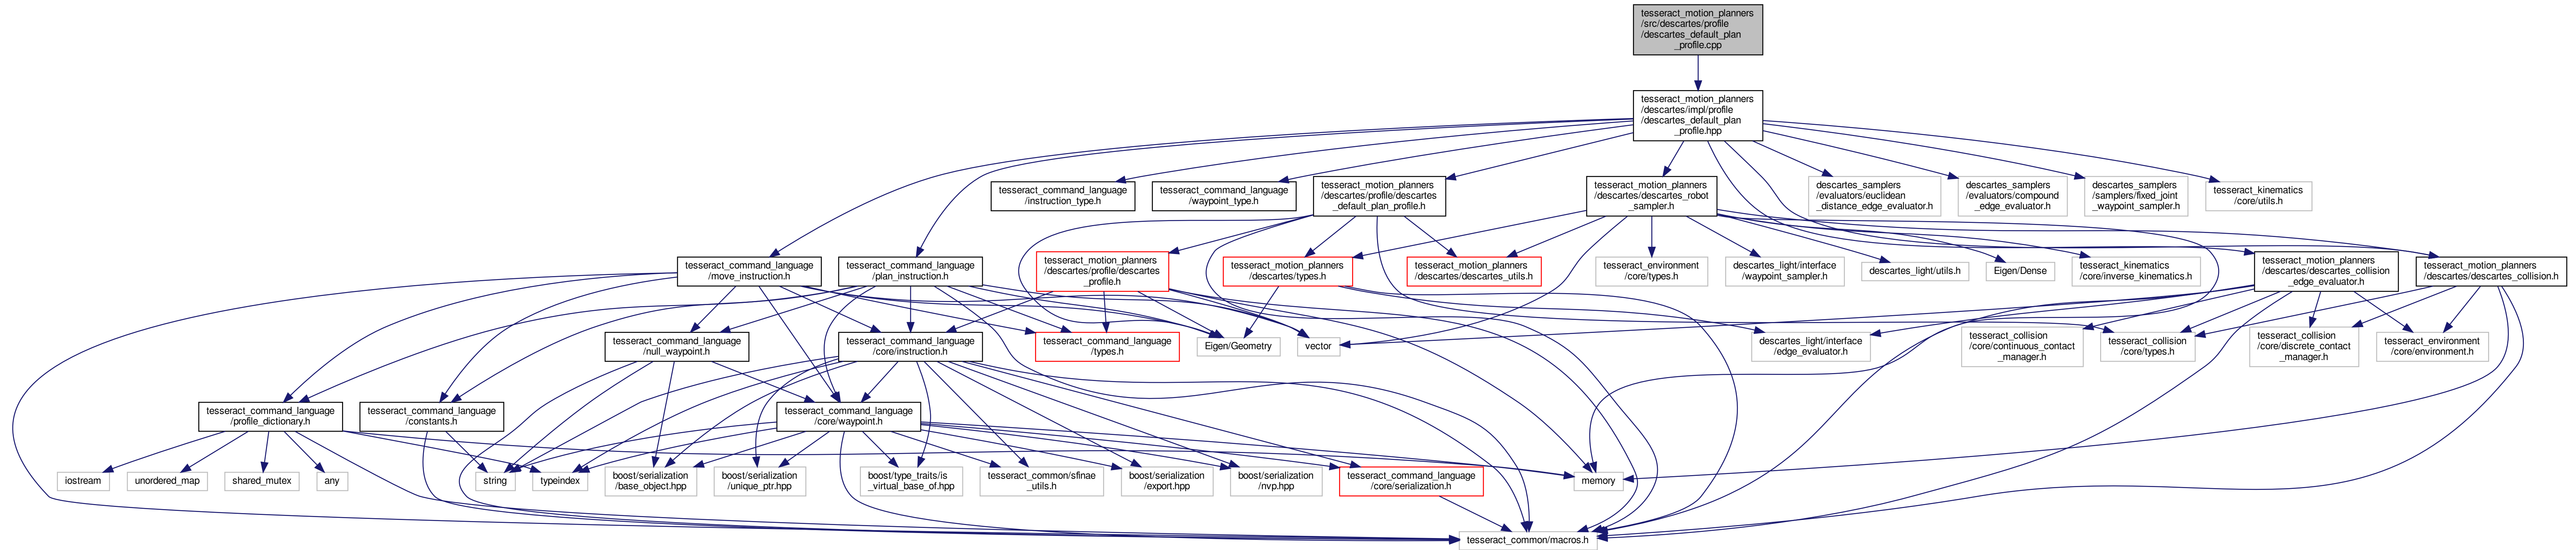 tesseract_motion_planners
/src/descartes/profile
/descartes_default_plan
_profile.cpp
tesseract_motion_planners
/descartes/impl/profile
/descartes_default_plan
_profile.hpp
tesseract_command_language
/instruction_type.h
tesseract_command_language
/waypoint_type.h
tesseract_motion_planners
/descartes/profile/descartes
_default_plan_profile.h
tesseract_motion_planners
/descartes/descartes_robot
_sampler.h
descartes_samplers
/evaluators/euclidean
_distance_edge_evaluator.h
descartes_samplers
/evaluators/compound
_edge_evaluator.h
descartes_samplers
/samplers/fixed_joint
_waypoint_sampler.h
tesseract_kinematics
/core/utils.h
tesseract_command_language
/move_instruction.h
tesseract_command_language
/plan_instruction.h
tesseract_motion_planners
/descartes/profile/descartes
_profile.h
tesseract_motion_planners
/descartes/types.h
tesseract_motion_planners
/descartes/descartes_utils.h
tesseract_environment
/core/types.h
descartes_light/interface
/waypoint_sampler.h
descartes_light/utils.h
Eigen/Dense
tesseract_kinematics
/core/inverse_kinematics.h
tesseract_motion_planners
/descartes/descartes_collision
_edge_evaluator.h
tesseract_motion_planners
/descartes/descartes_collision.h
tesseract_command_language
/null_waypoint.h
tesseract_command_language
/core/instruction.h
tesseract_command_language
/types.h
Eigen/Geometry
vector
descartes_light/interface
/edge_evaluator.h
tesseract_collision
/core/continuous_contact
_manager.h
tesseract_collision
/core/types.h
tesseract_collision
/core/discrete_contact
_manager.h
tesseract_environment
/core/environment.h
tesseract_command_language
/profile_dictionary.h
tesseract_command_language
/constants.h
tesseract_command_language
/core/waypoint.h
iostream
unordered_map
shared_mutex
any
string
typeindex
boost/serialization
/base_object.hpp
boost/serialization
/unique_ptr.hpp
boost/type_traits/is
_virtual_base_of.hpp
tesseract_common/sfinae
_utils.h
boost/serialization
/export.hpp
boost/serialization
/nvp.hpp
tesseract_command_language
/core/serialization.h
memory
tesseract_common/macros.h